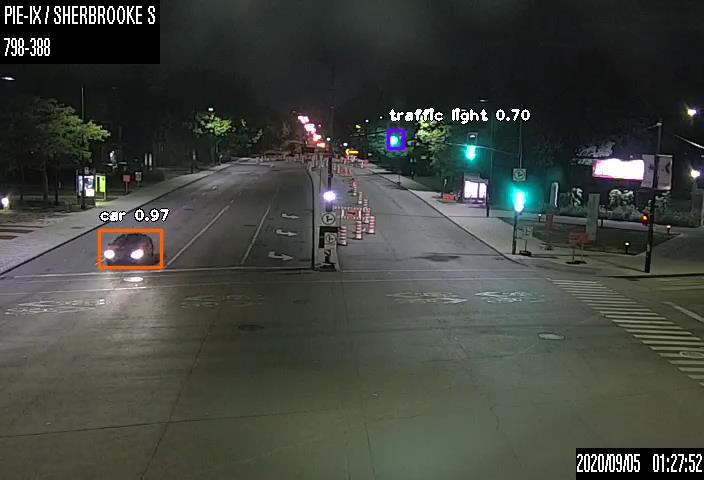 PIE-IX / SHERBROOKE S
798-388
traffic light 0.70
car 0.97
2020/09/05 01:27:52